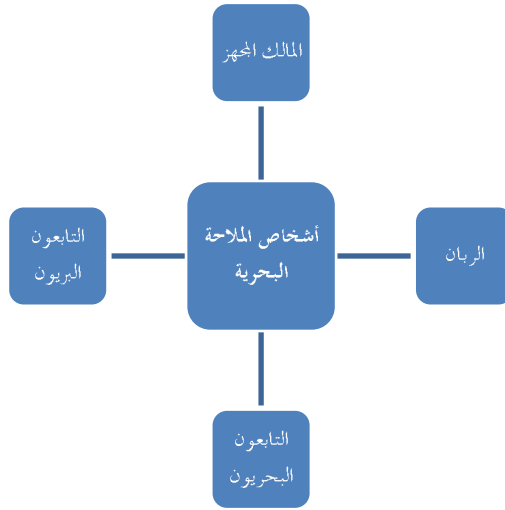 المالك المجهز
أشخاص الملاحة
البحرية
الربان
التابعون
البريون
التابعون
البحريون